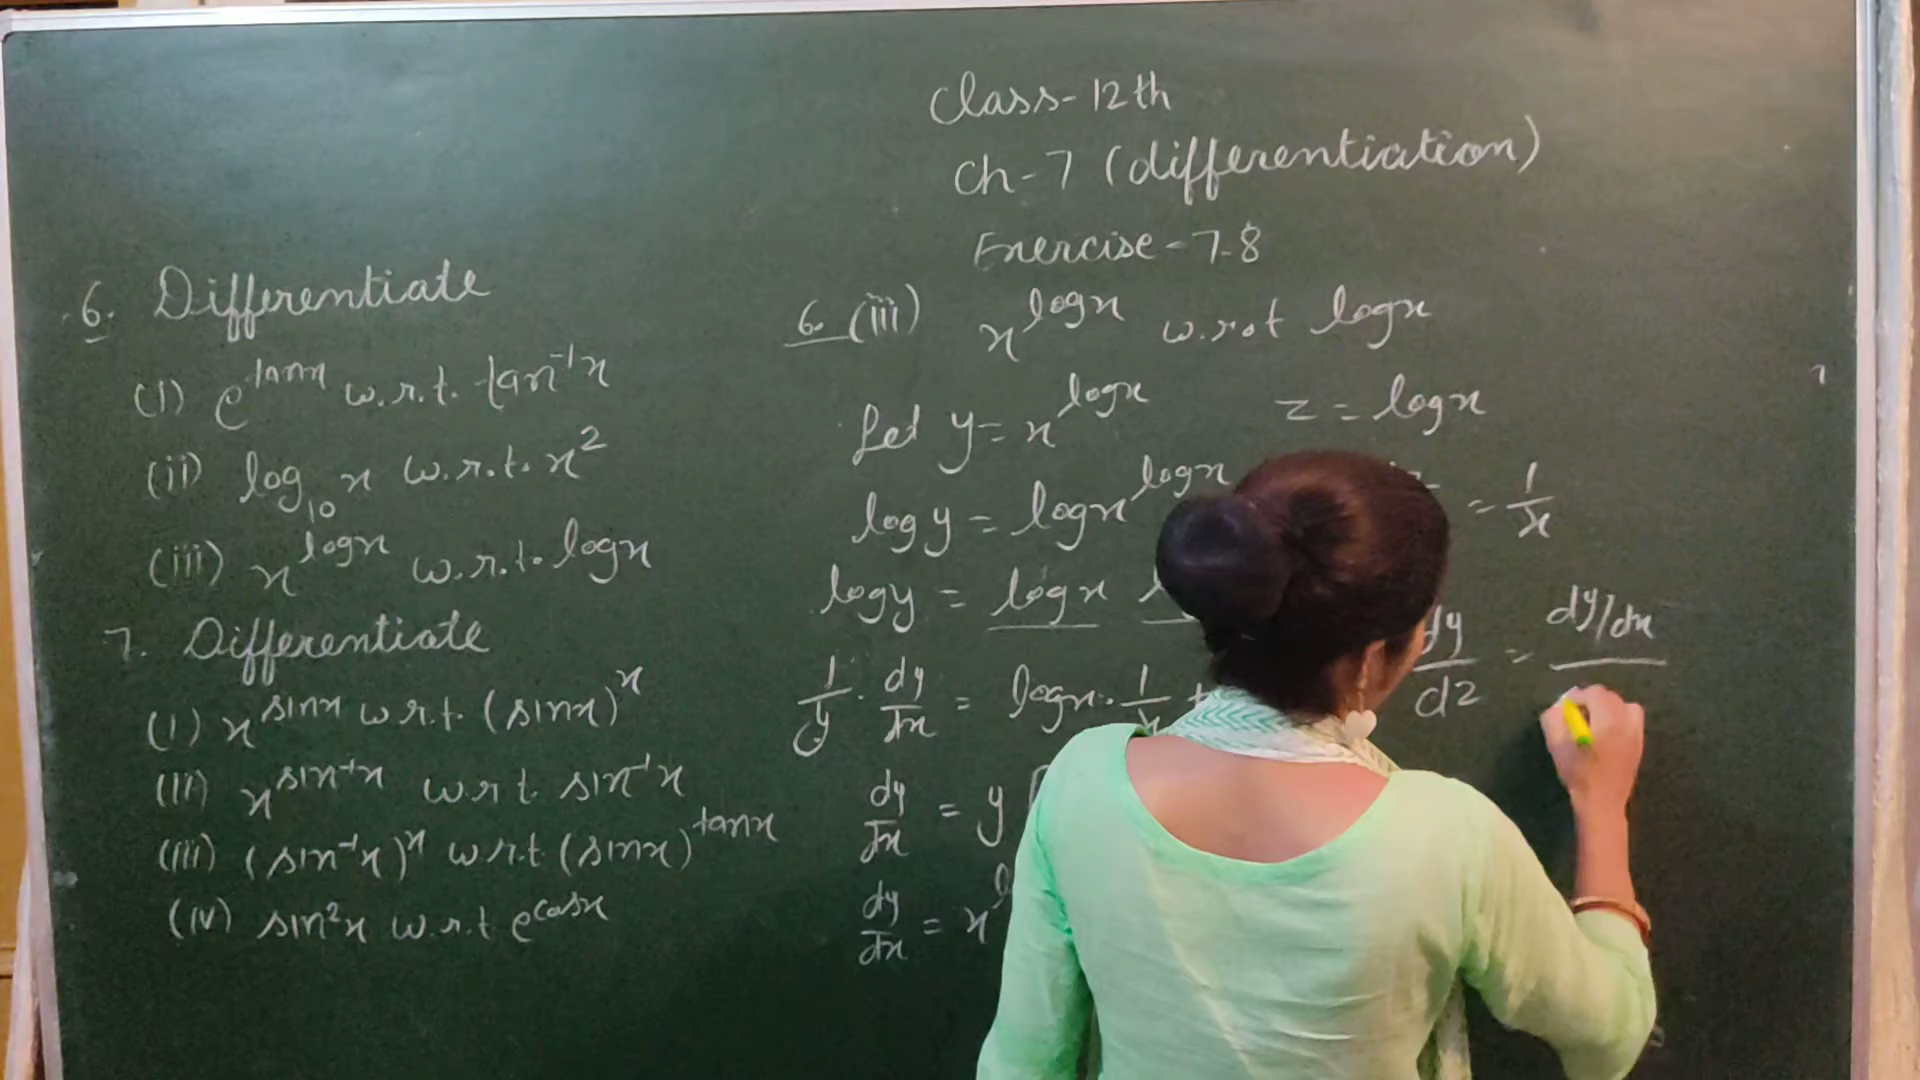 Class-12th
Ch-7 (differentiation)
Exercise-7.8
6. Differentiate
(i) e^tanx w.r.t. tan⁻¹x
(ii) log₁₀x w.r.t. x²
(iii) x^logx w.r.t. logx
7. Differentiate
(i) x^sinx w.r.t. (sinx)^x
(ii) x^sin⁻¹x w.r.t. sin⁻¹x
(iii) (sin⁻¹x)^x w.r.t. (sinx)^tanx
(iv) sin²x w.r.t e^cosx
6. (iii) x^logx w.r.t logx
Let y = x^logx
logy = logx^logx
logy = logx
1/y · dy/dx = logx · 1/x +
dy/dx = y [
dy/dx = x
z = logx
= 1/x
dy/dz = dy/dx